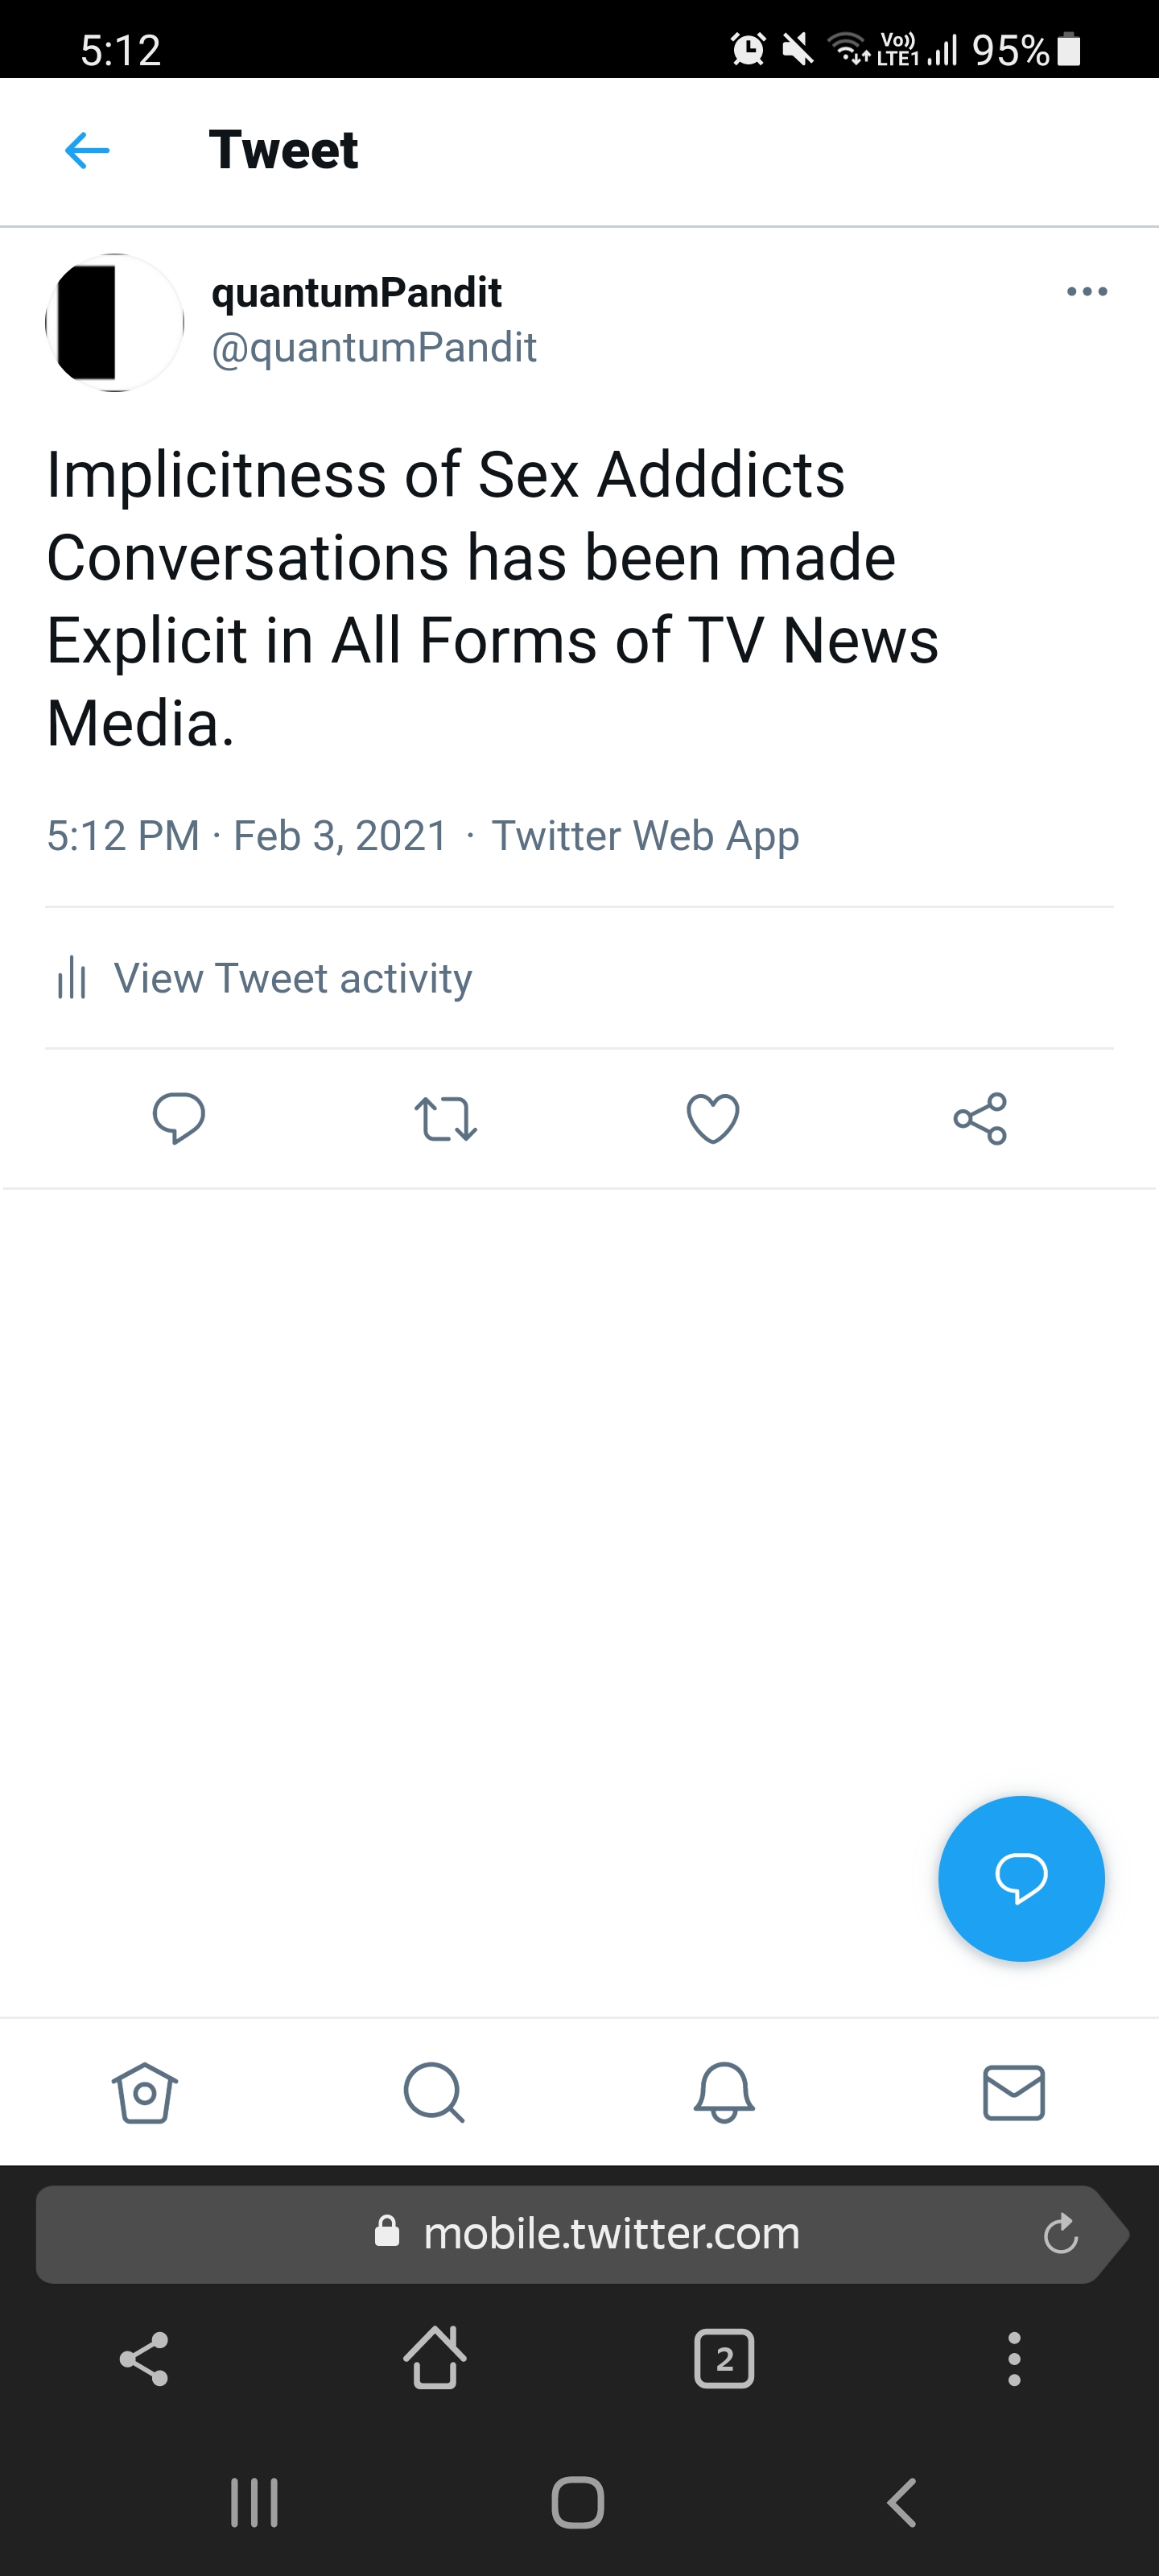 5:12 Vo)) LTE1 95%
Tweet
quantumPandit
@quantumPandit
Implicitness of Sex Adddicts
Conversations has been made
Explicit in All Forms of TV News
Media.
5:12 PM · Feb 3, 2021 · Twitter Web App
View Tweet activity
mobile.twitter.com
2